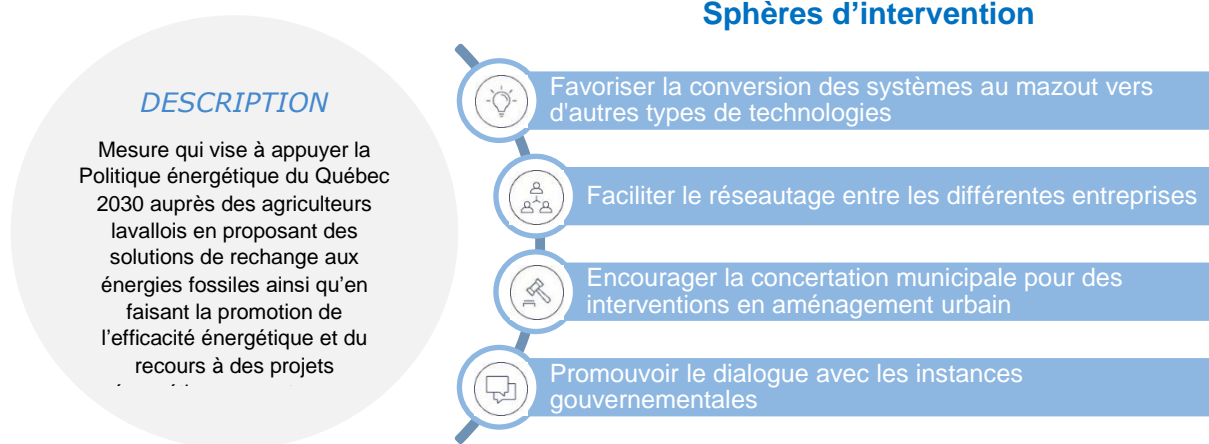 Sphères d'intervention
DESCRIPTION
Mesure qui vise à appuyer la
Politique énergétique du Québec
2030 auprès des agriculteurs
lavallois en proposant des
solutions de rechange aux
énergies fossiles ainsi qu'en
faisant la promotion de
l'efficacité énergétique et du
recours à des projets
Favoriser la conversion des systèmes au mazout vers
d'autres types de technologies
Faciliter le réseautage entre les différentes entreprises
Encourager la concertation municipale pour des
interventions en aménagement urbain
Promouvoir le dialogue avec les instances
gouvernementales